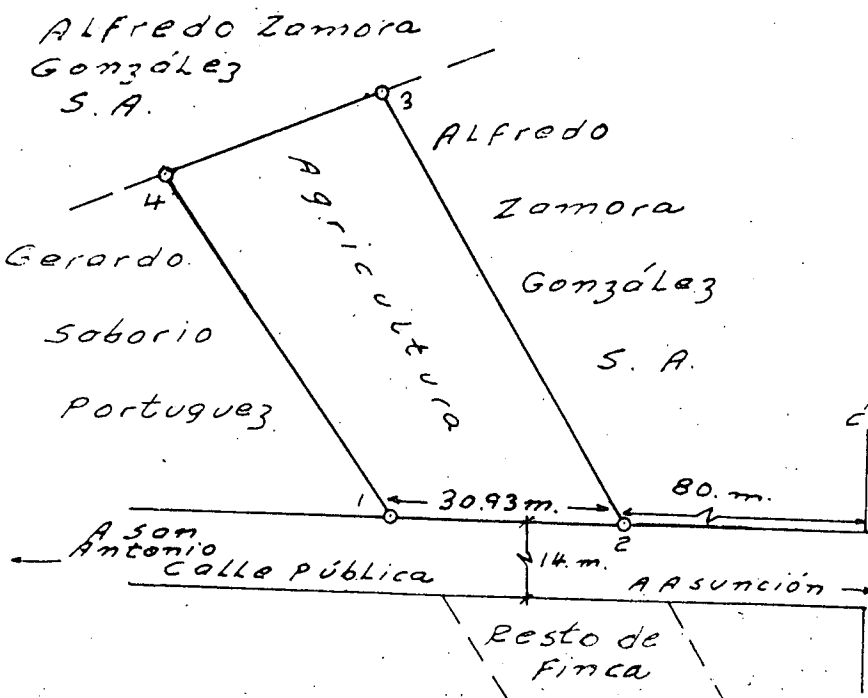 Alfredo Zamora
González
S. A.
3
4
Alfredo
Zamora
González
S. A.
Agricultura
Gerardo
Saborio
Portuguez
1
30.93 m.
2
80. m.
A San
Antonio
Calle Pública
14. m.
A Asunción
Resto de
Finca